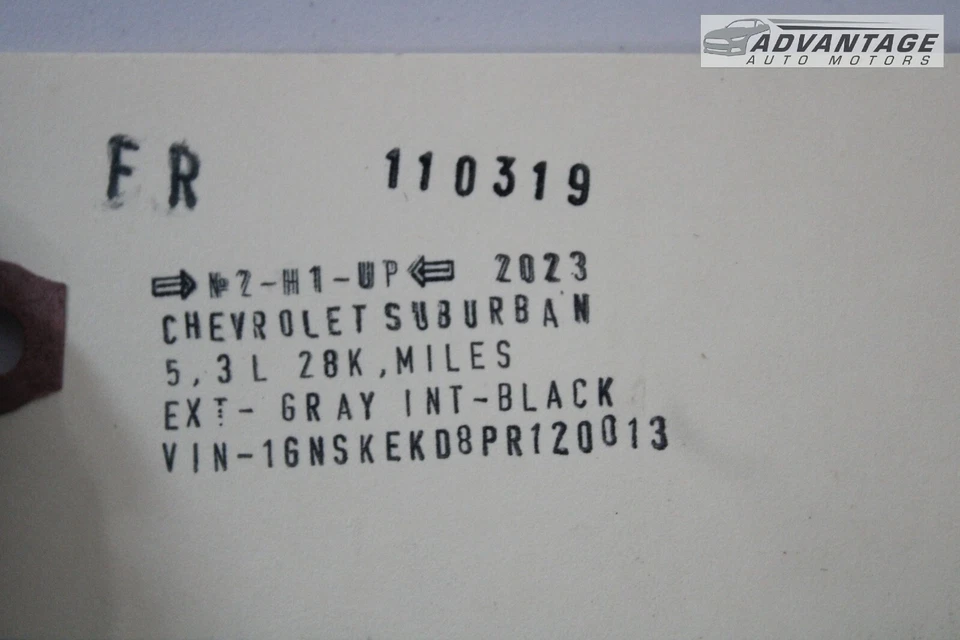 ADVANTAGE
AUTO MOTORS
FR 110319
⇨ №2-H1-UP ⇦ 2023
CHEVROLET SUBURBAN
5,3L 28K,MILES
EXT- GRAY INT-BLACK
VIN-1GNSKEKD8PR120013